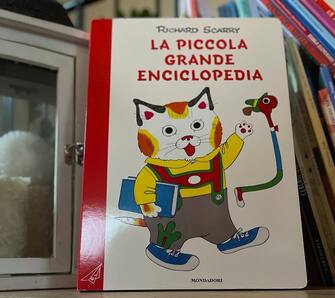 RICHARD SCARRY
LA PICCOLA
GRANDE
ENCICLOPEDIA
MONDADORI